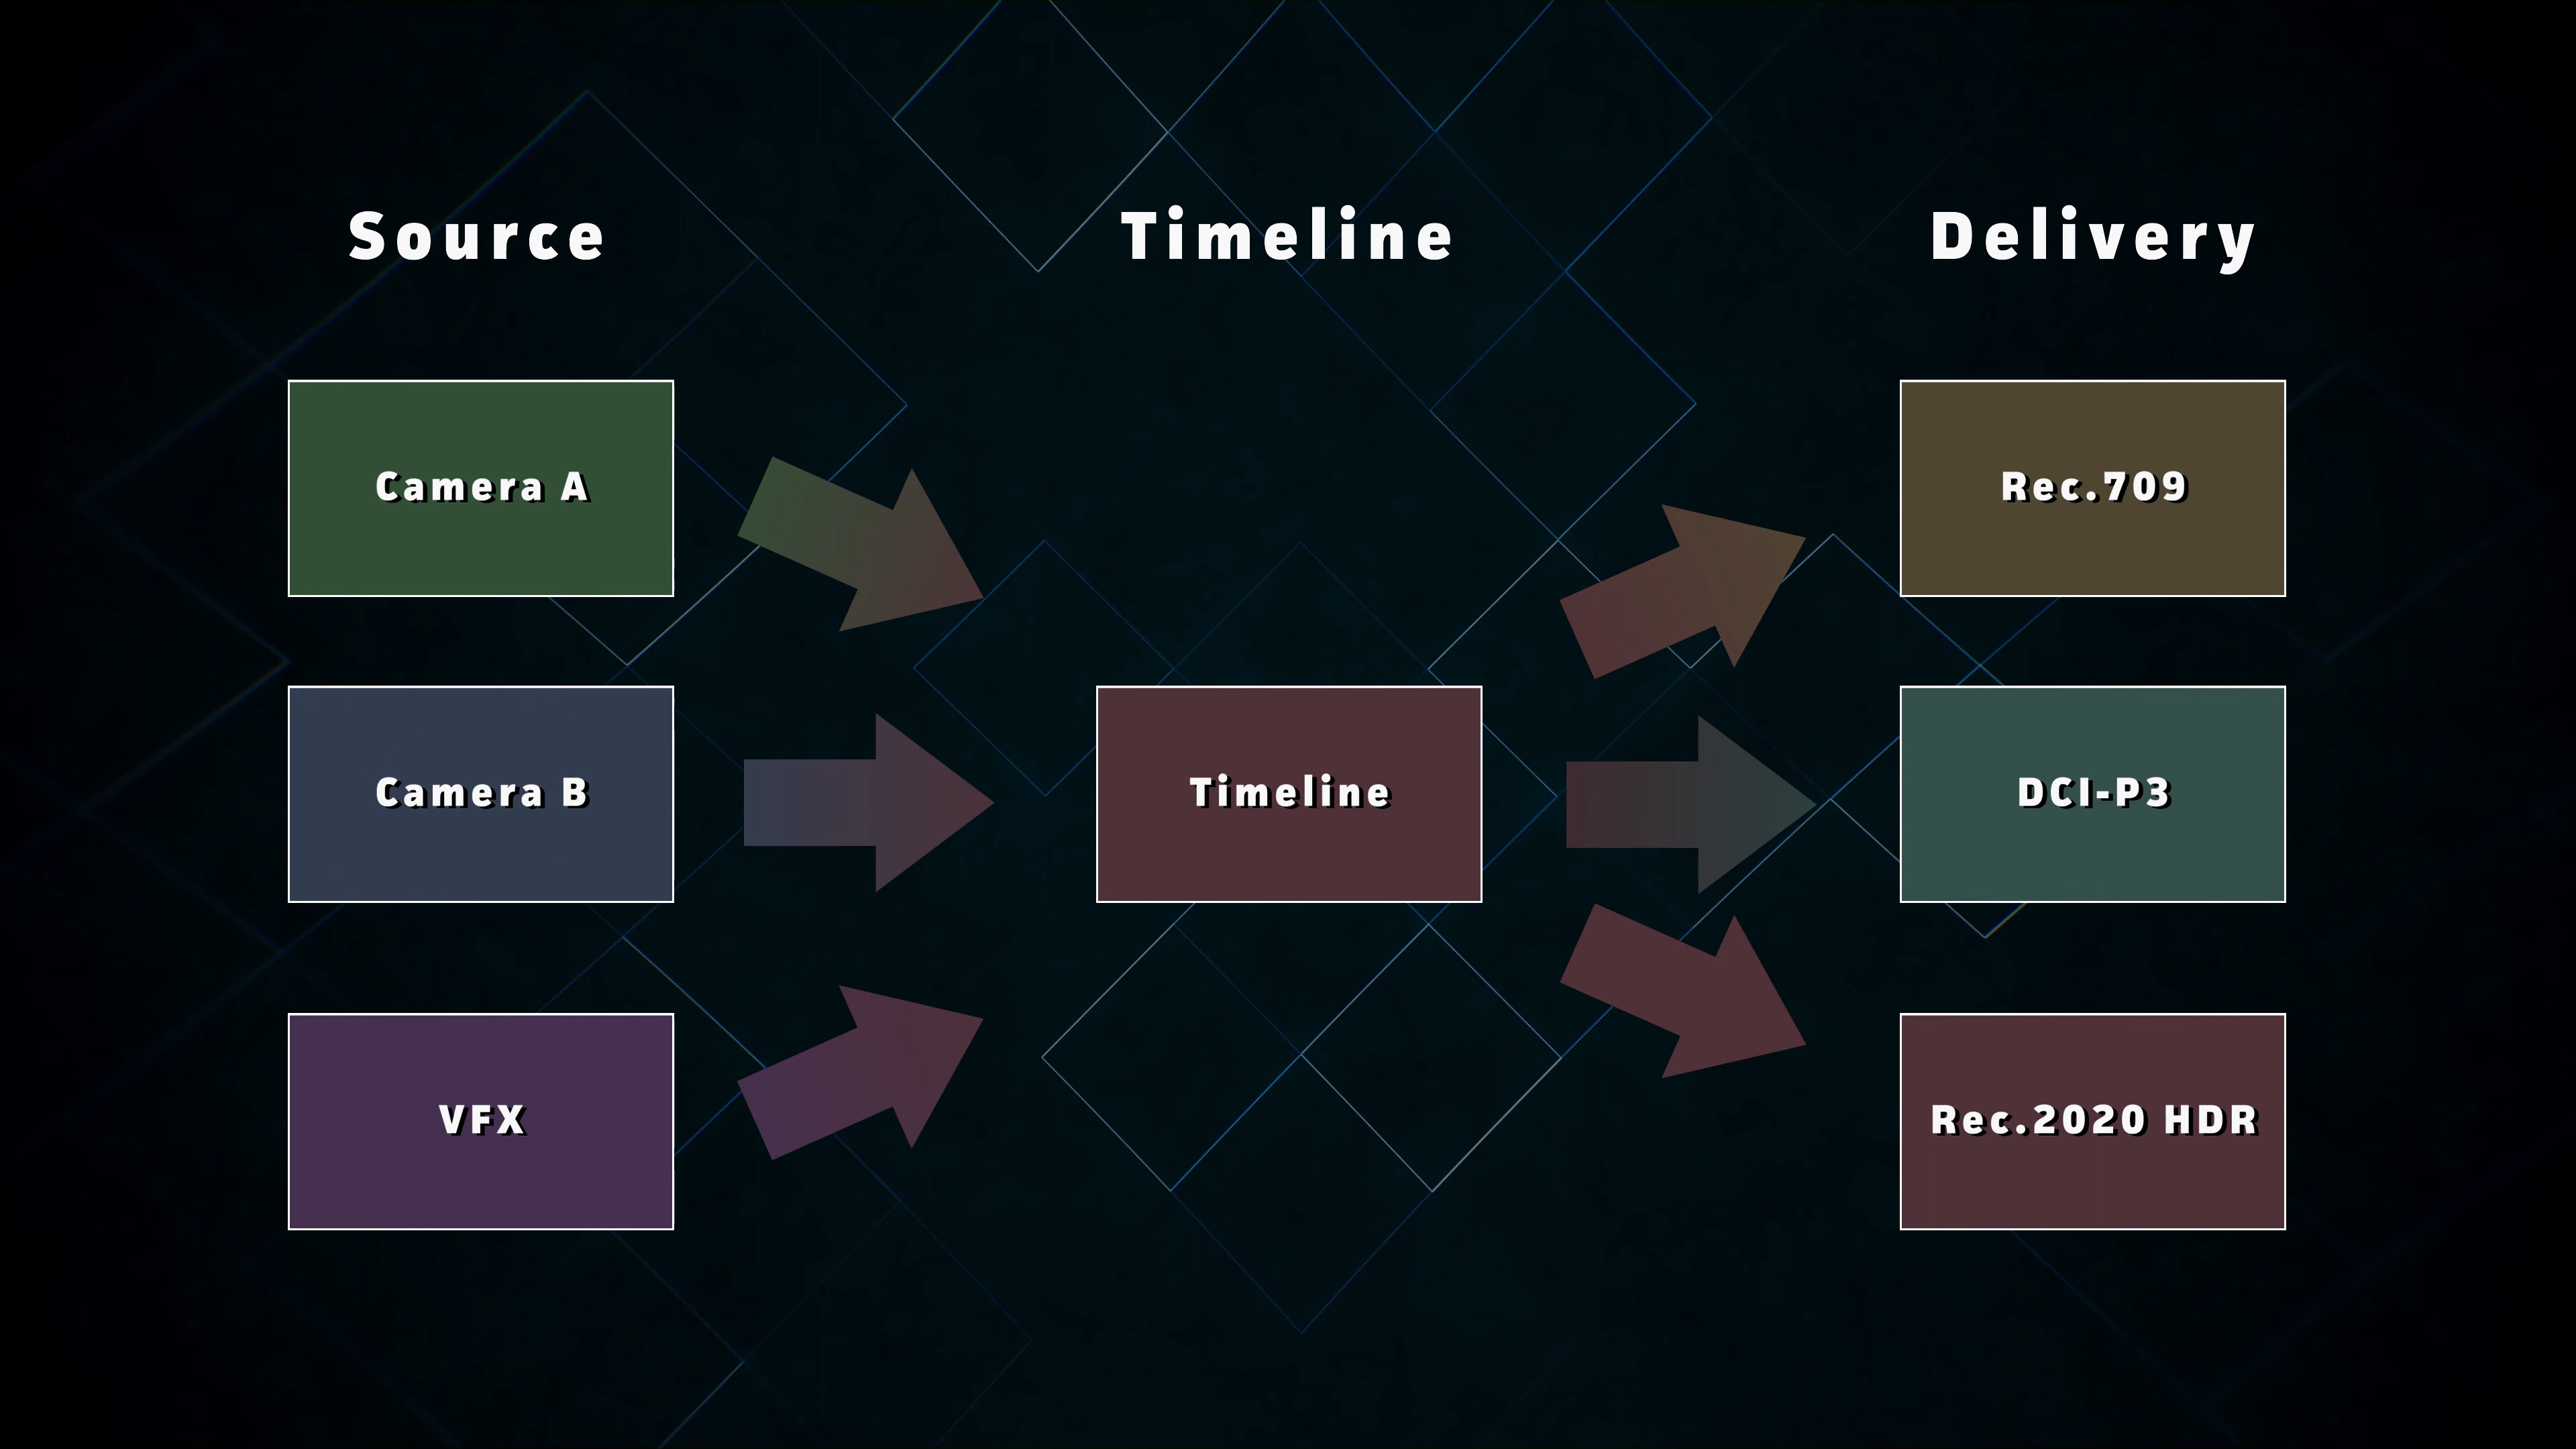 Source
Timeline
Delivery
Camera A
Rec.709
Camera B
Timeline
DCI-P3
VFX
Rec.2020 HDR